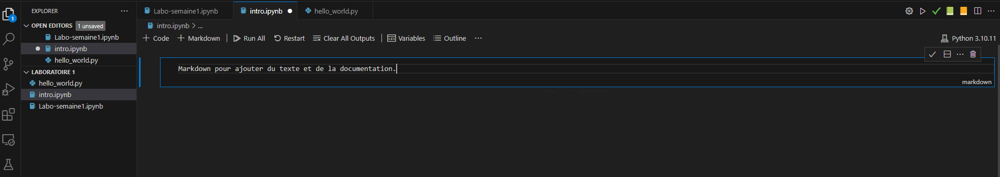 EXPLORER
OPEN EDITORS 1 unsaved
Labo-semaine1.ipynb
intro.ipynb
hello_world.py
LABORATOIRE 1
hello_world.py
intro.ipynb
Labo-semaine1.ipynb
1
Labo-semaine1.ipynb intro.ipynb hello_world.py
intro.ipynb > ...
+ Code + Markdown Run All Restart Clear All Outputs Variables Outline ... Python 3.10.11
Markdown pour ajouter du texte et de la documentation.
markdown